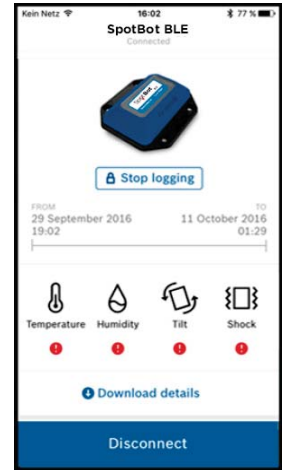 Kein Netz 16:02 77 %
SpotBot BLE
Connected
SpotBot
Stop logging
FROM TO
29 September 2016 11 October 2016
19:02 01:29
Temperature Humidity Tilt Shock
! ! ! !
Download details
Disconnect